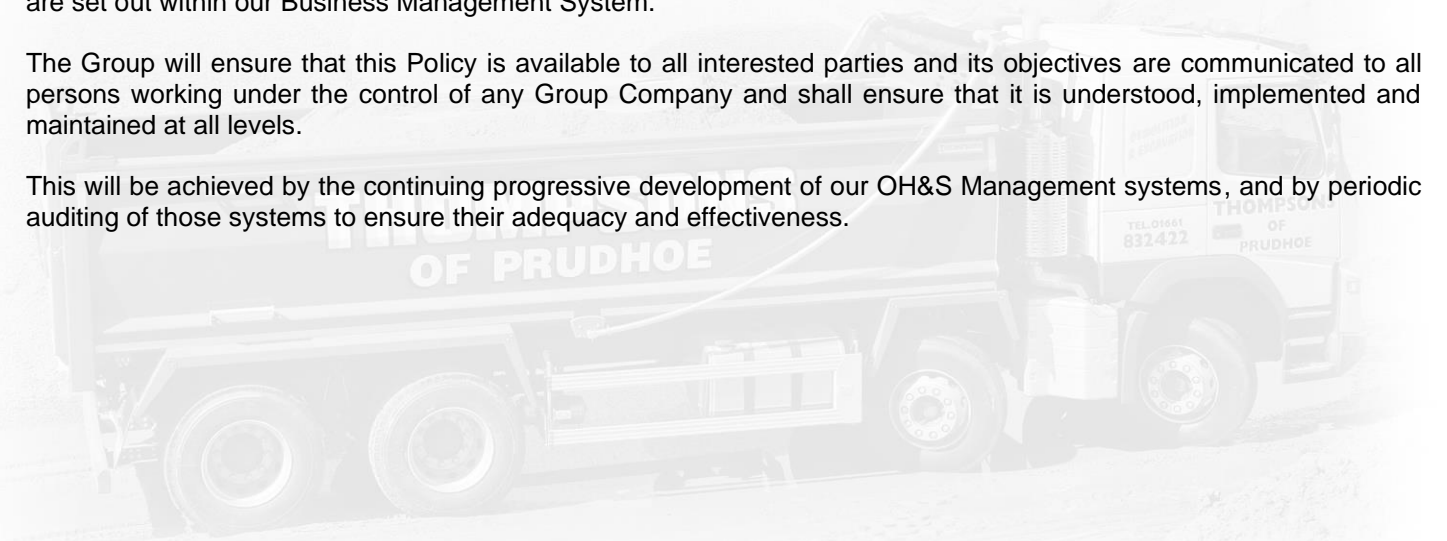 are set out within our Business Management System.
The Group will ensure that this Policy is available to all interested parties and its objectives are communicated to all
persons working under the control of any Group Company and shall ensure that it is understood, implemented and
maintained at all levels.
This will be achieved by the continuing progressive development of our OH&S Management systems, and by periodic
auditing of those systems to ensure their adequacy and effectiveness.
THOMPSONS
OF PRUDHOE
TEL.01661
832422
THOMPSONS
OF
PRUDHOE